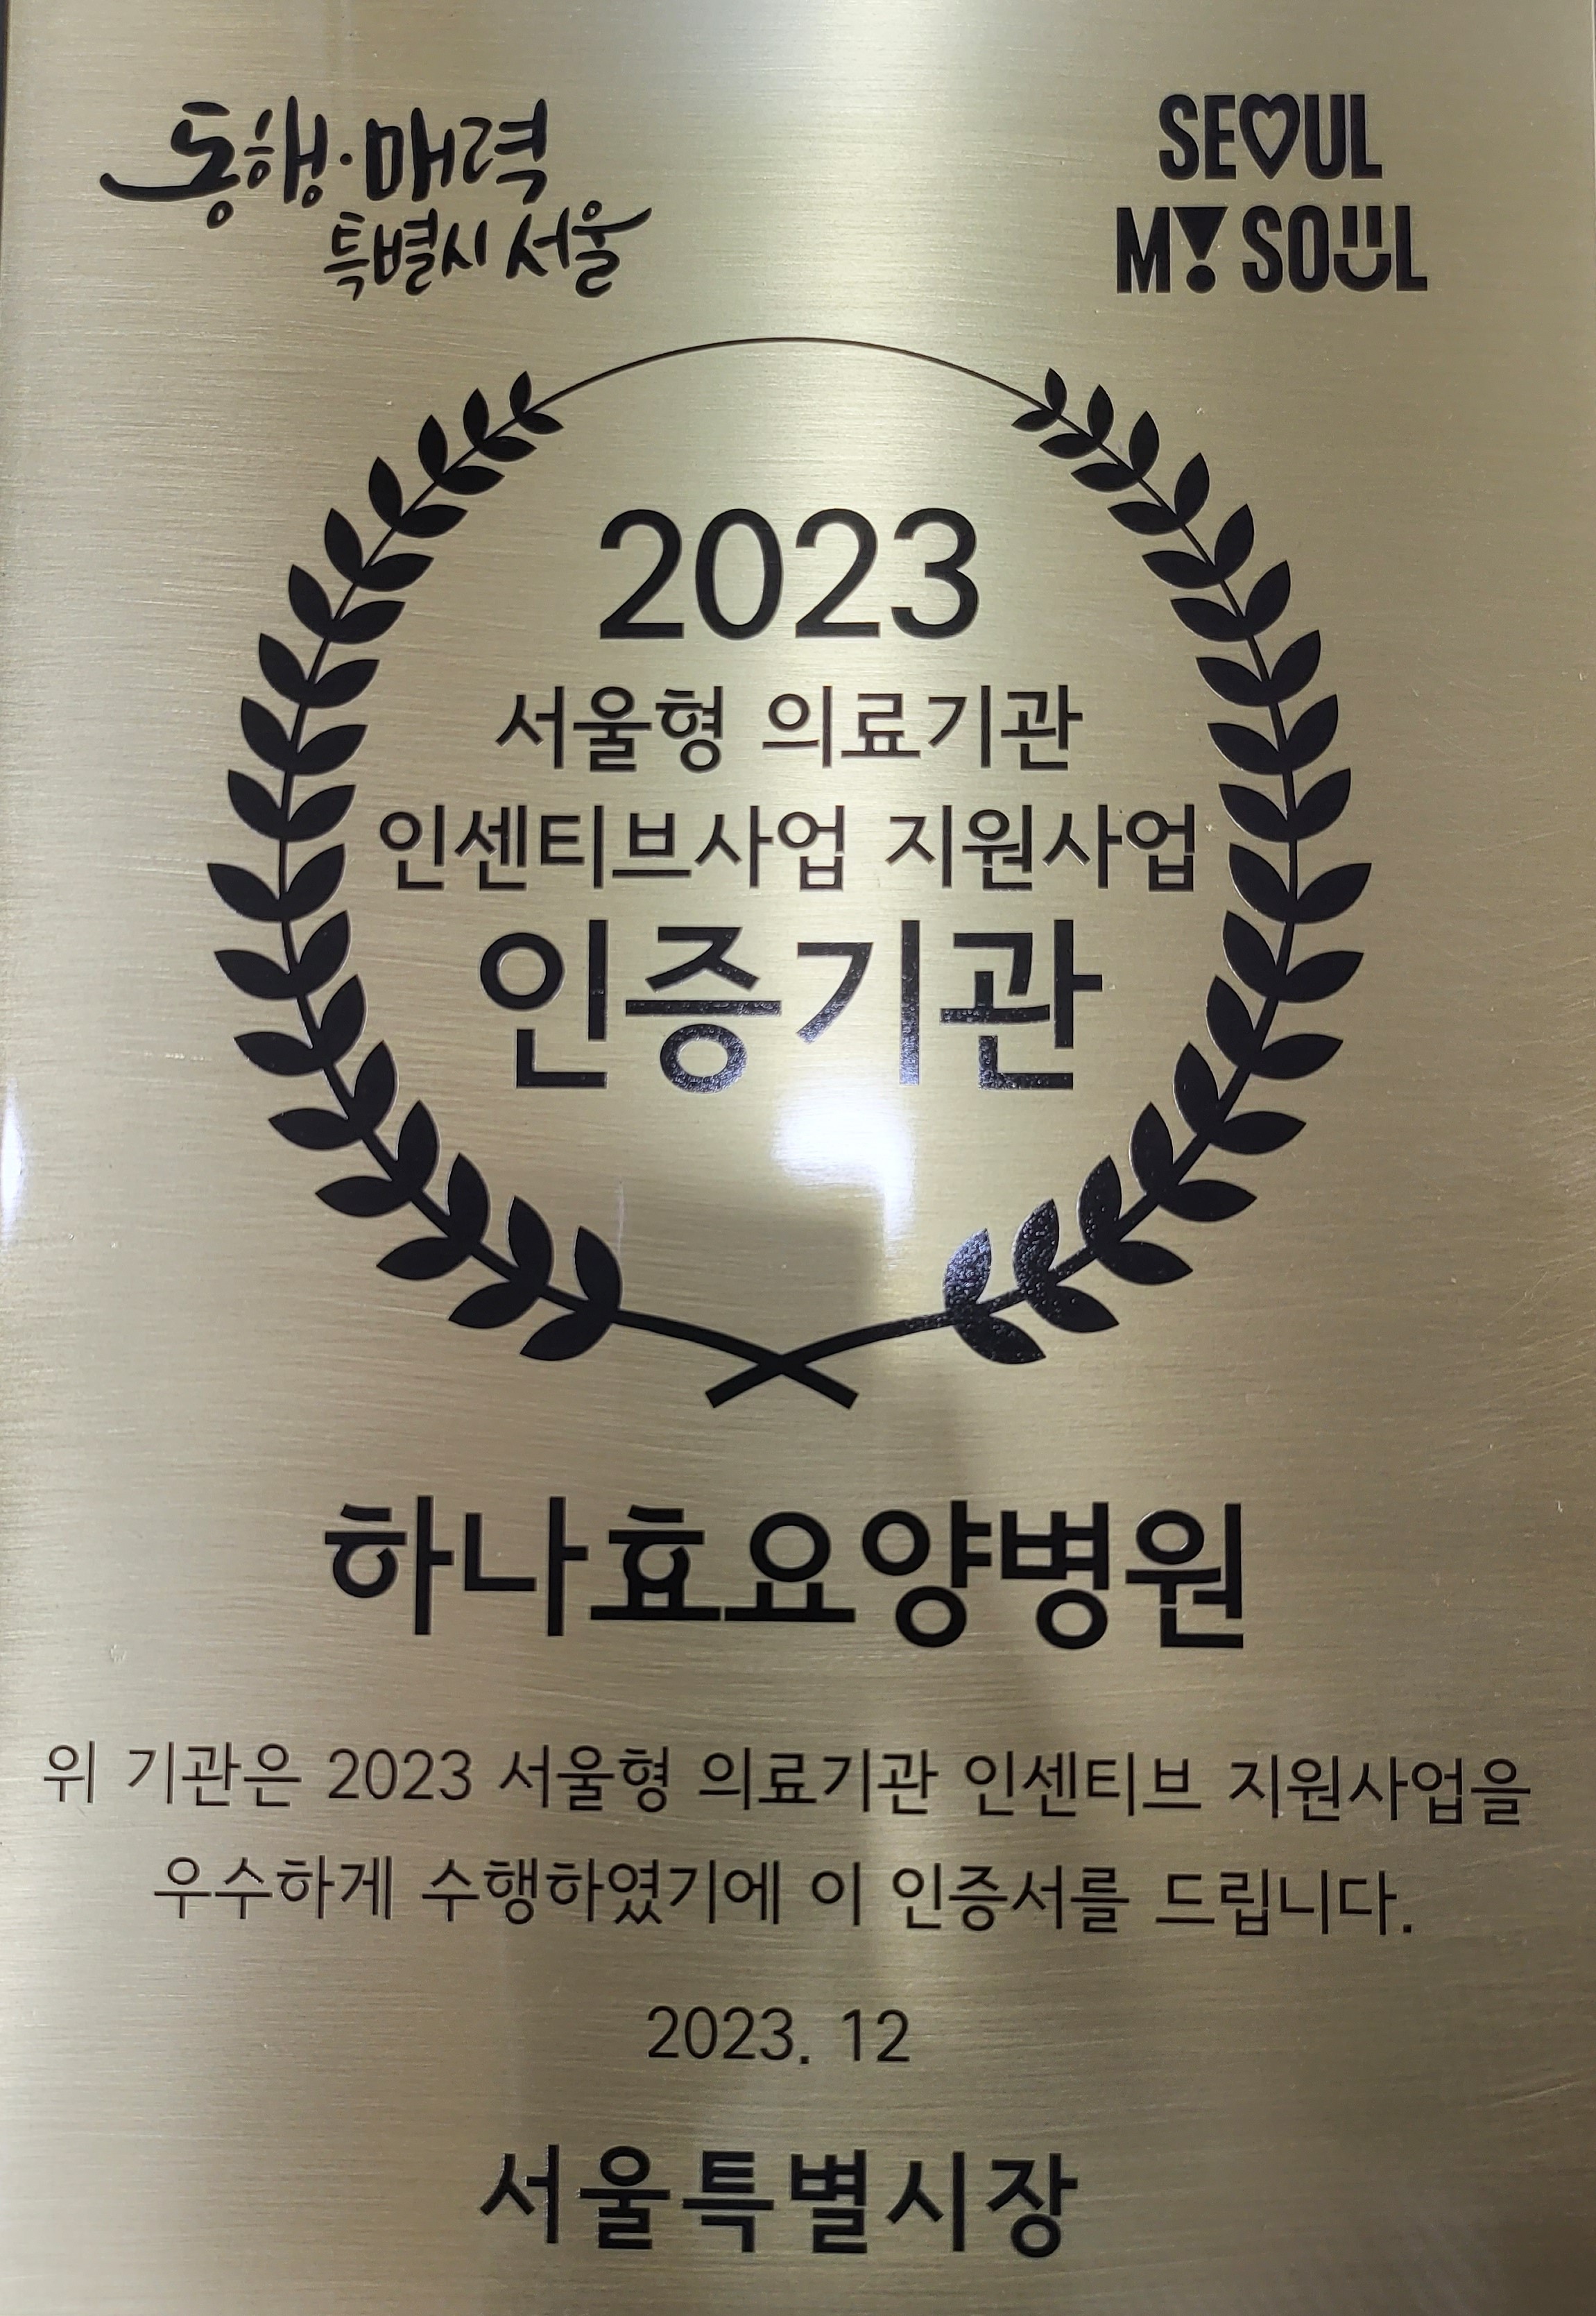 동행·매력
특별시 서울
SEOUL
MY SOUL
2023
서울형 의료기관
인센티브사업 지원사업
인증기관
하나효요양병원
위 기관은 2023 서울형 의료기관 인센티브 지원사업을
우수하게 수행하였기에 이 인증서를 드립니다.
2023. 12
서울특별시장